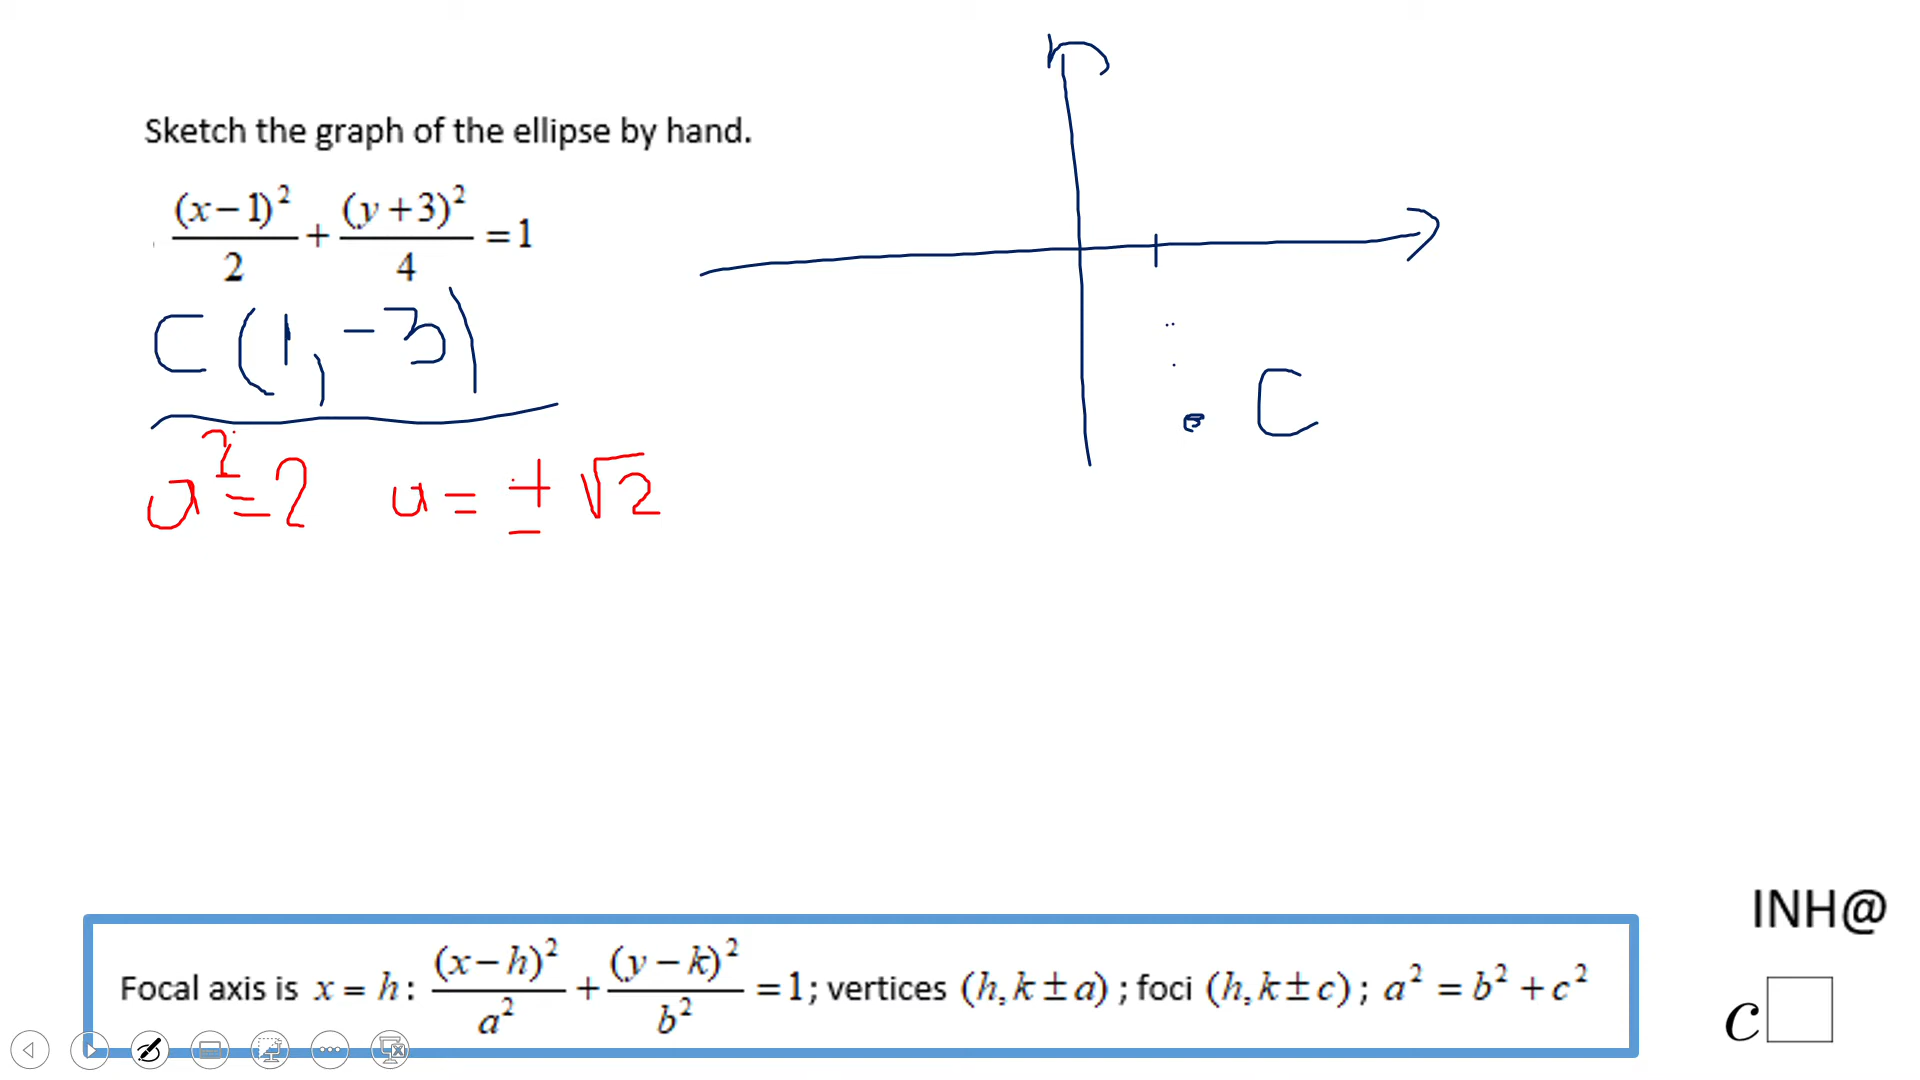 Sketch the graph of the ellipse by hand.
(x−1)²/2 + (y+3)²/4 = 1
C (1, −3)
C
a² = 2 a = ± √2
INH@
Focal axis is x = h: (x−h)²/a² + (y−k)²/b² = 1; vertices (h, k ± a); foci (h, k ± c); a² = b² + c²
c